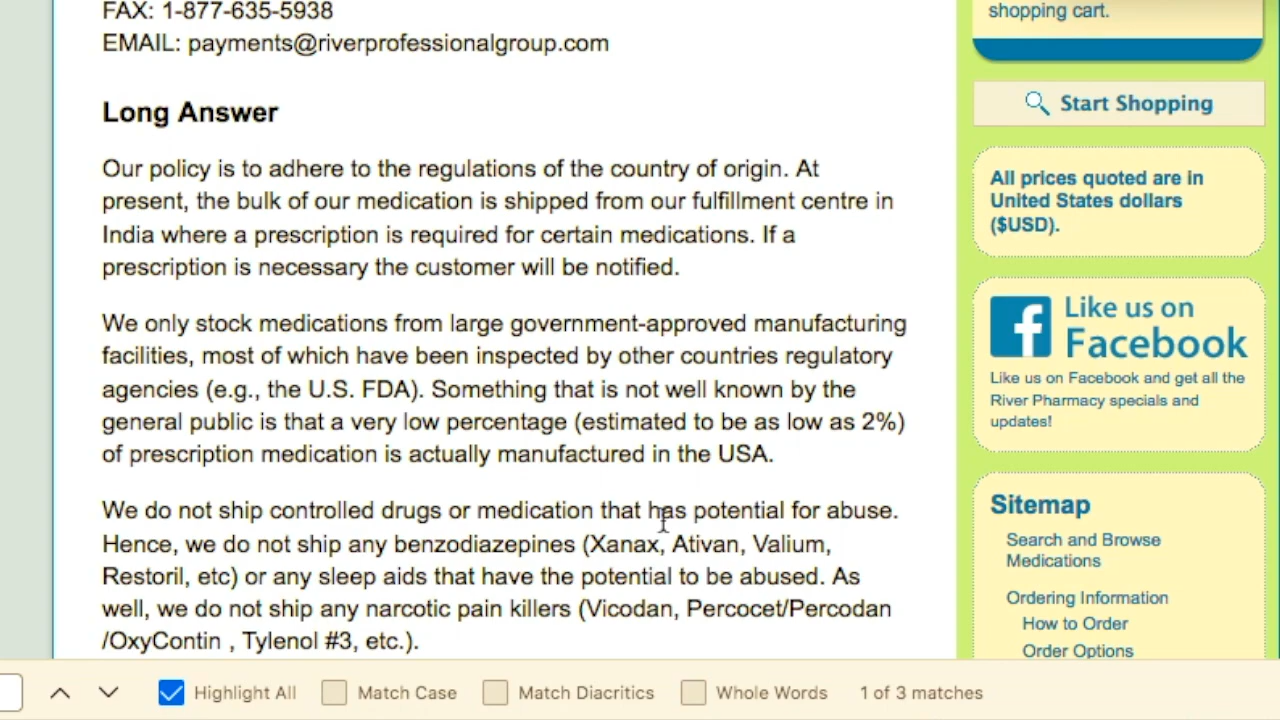 FAX: 1-877-635-5938
EMAIL: payments@riverprofessionalgroup.com
Long Answer
Our policy is to adhere to the regulations of the country of origin. At
present, the bulk of our medication is shipped from our fulfillment centre in
India where a prescription is required for certain medications. If a
prescription is necessary the customer will be notified.
We only stock medications from large government-approved manufacturing
facilities, most of which have been inspected by other countries regulatory
agencies (e.g., the U.S. FDA). Something that is not well known by the
general public is that a very low percentage (estimated to be as low as 2%)
of prescription medication is actually manufactured in the USA.
We do not ship controlled drugs or medication that has potential for abuse.
Hence, we do not ship any benzodiazepines (Xanax, Ativan, Valium,
Restoril, etc) or any sleep aids that have the potential to be abused. As
well, we do not ship any narcotic pain killers (Vicodan, Percocet/Percodan
/OxyContin , Tylenol #3, etc.).
shopping cart.
Start Shopping
All prices quoted are in
United States dollars
($USD).
Like us on
Facebook
Like us on Facebook and get all the
River Pharmacy specials and
updates!
Sitemap
Search and Browse
Medications
Ordering Information
How to Order
Order Options
Highlight All
Match Case
Match Diacritics
Whole Words
1 of 3 matches